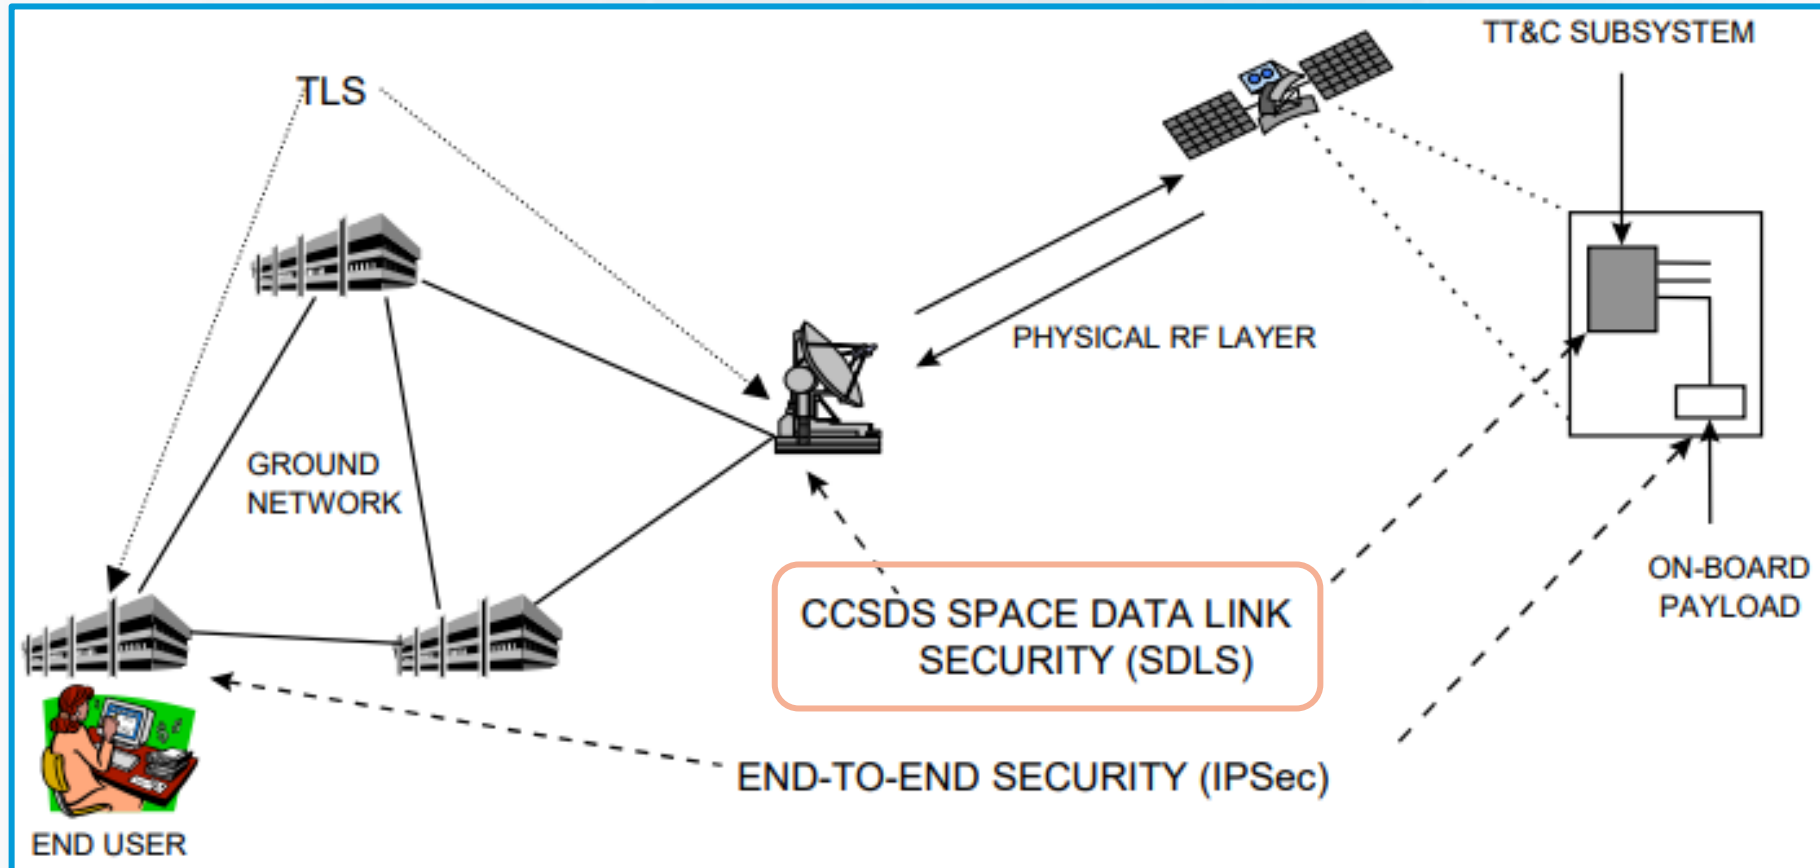 TT&C SUBSYSTEM
TLS
PHYSICAL RF LAYER
GROUND
NETWORK
ON-BOARD
PAYLOAD
CCSDS SPACE DATA LINK
SECURITY (SDLS)
END-TO-END SECURITY (IPSec)
END USER